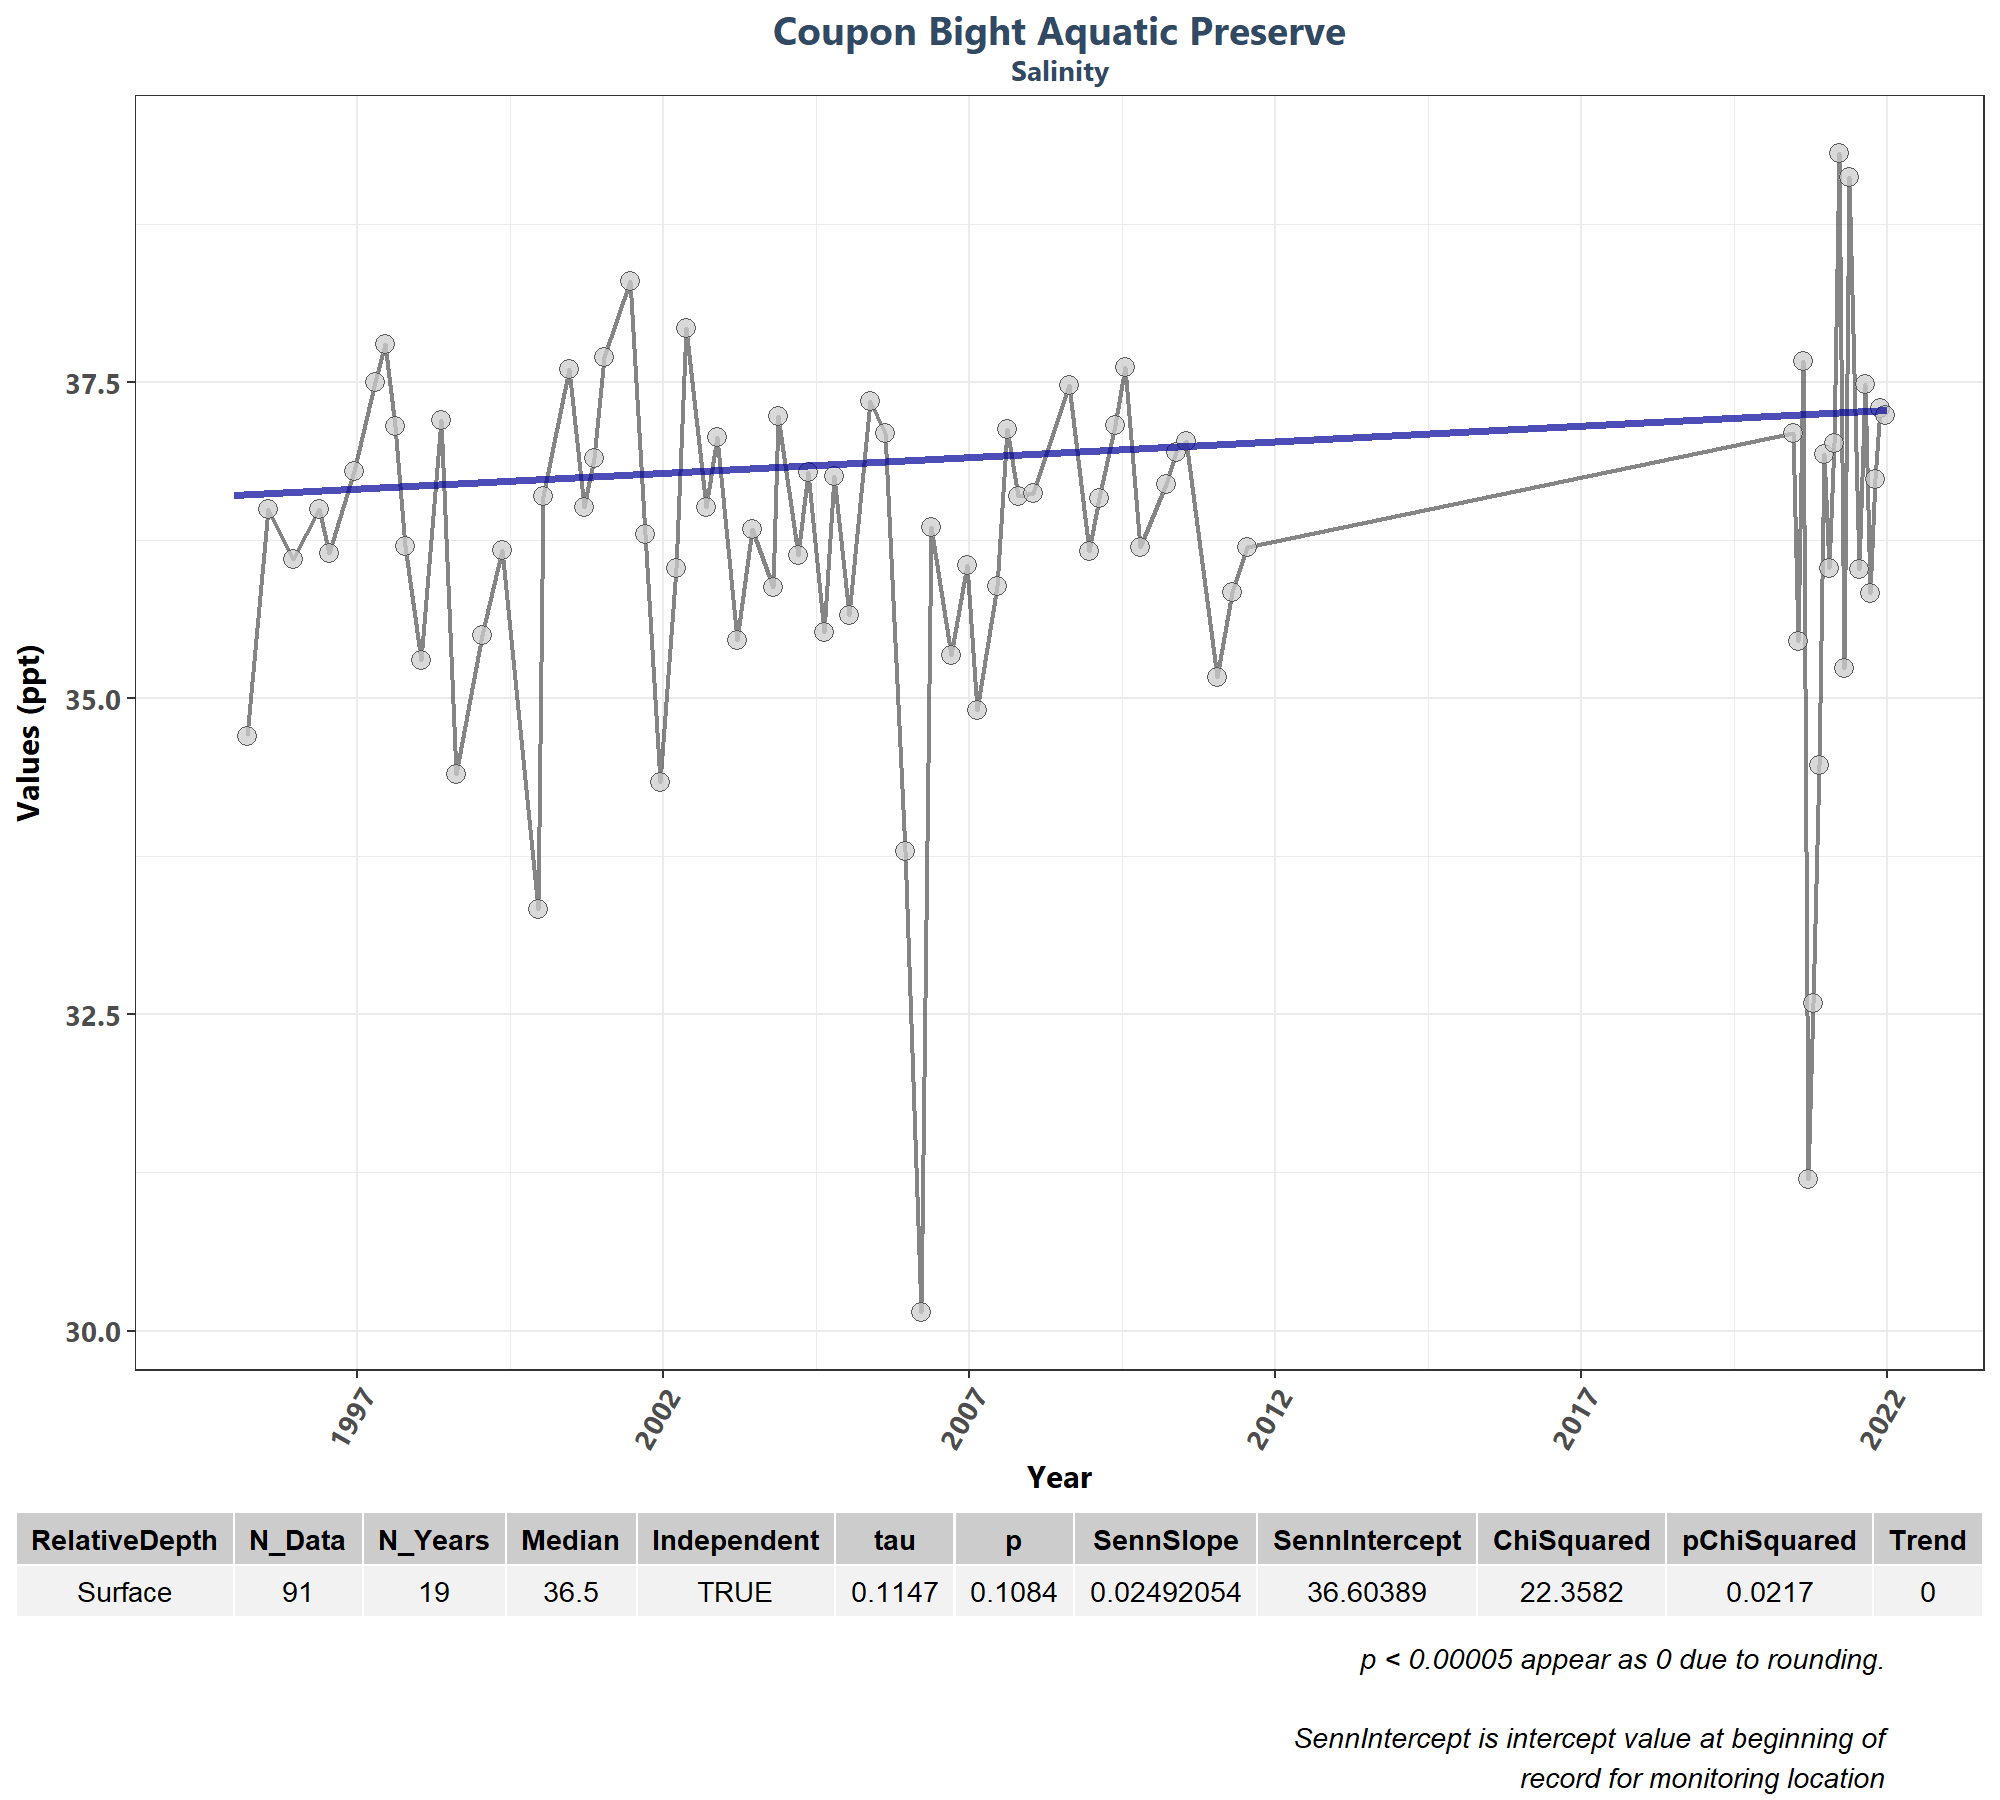 Coupon Bight Aquatic Preserve
Salinity
Values (ppt)
37.5
35.0
32.5
30.0
1997 2002 2007 2012 2017 2022
Year
RelativeDepth N_Data N_Years Median Independent tau p SennSlope SennIntercept ChiSquared pChiSquared Trend
Surface 91 19 36.5 TRUE 0.1147 0.1084 0.02492054 36.60389 22.3582 0.0217 0
p < 0.00005 appear as 0 due to rounding.
SennIntercept is intercept value at beginning of
record for monitoring location